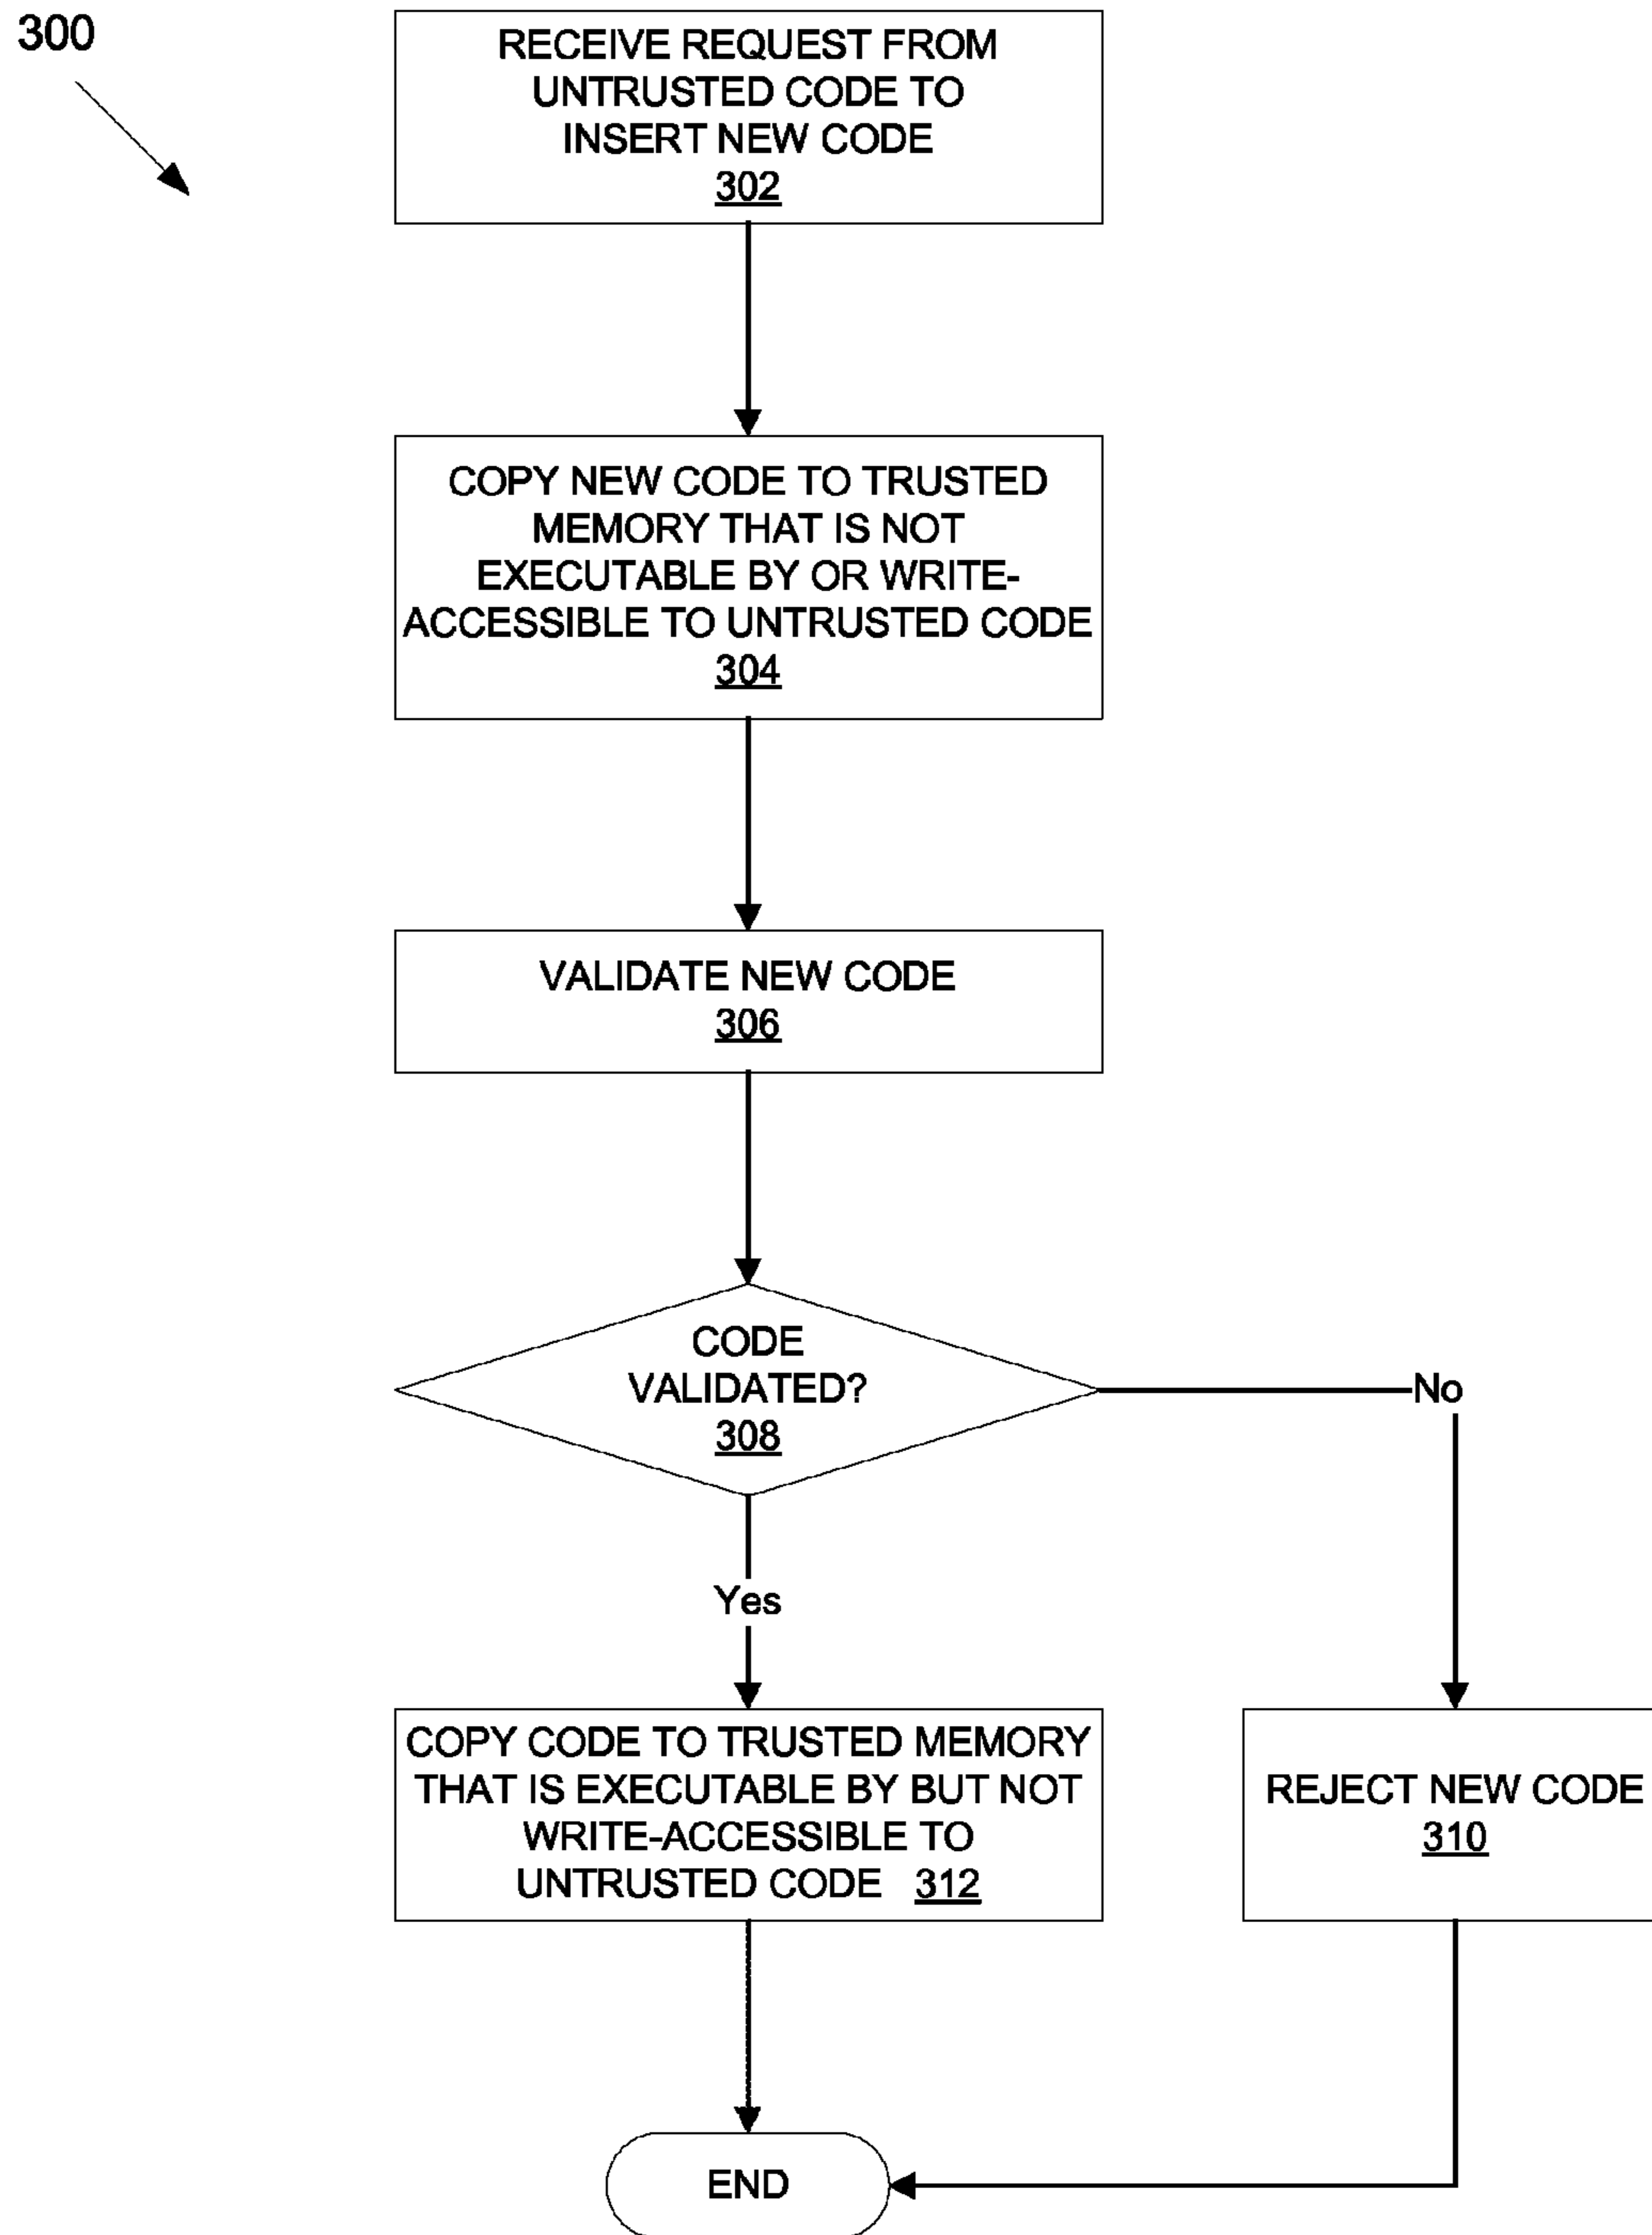 300
RECEIVE REQUEST FROM
UNTRUSTED CODE TO
INSERT NEW CODE
302
COPY NEW CODE TO TRUSTED
MEMORY THAT IS NOT
EXECUTABLE BY OR WRITE-
ACCESSIBLE TO UNTRUSTED CODE
304
VALIDATE NEW CODE
306
CODE
VALIDATED?
308
No
Yes
COPY CODE TO TRUSTED MEMORY
THAT IS EXECUTABLE BY BUT NOT
WRITE-ACCESSIBLE TO
UNTRUSTED CODE 312
REJECT NEW CODE
310
END